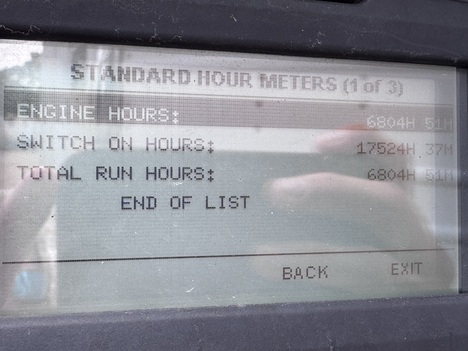 STANDARD HOUR METERS (1 of 3)
ENGINE HOURS: 6804H 51M
SWITCH ON HOURS: 17524H 37M
TOTAL RUN HOURS: 6804H 51M
END OF LIST
BACK EXIT